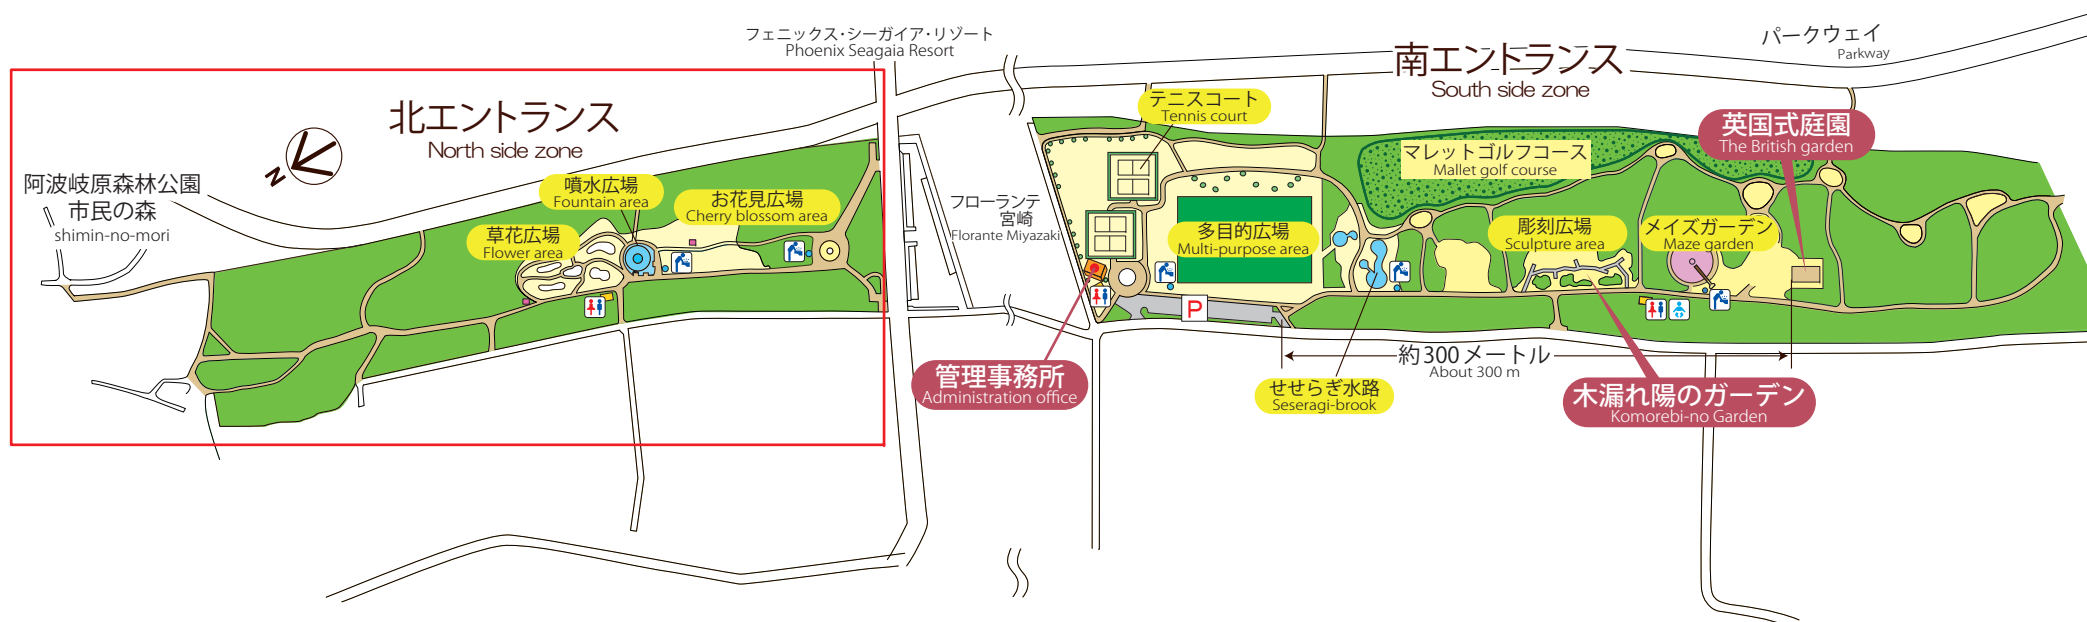 フェニックス・シーガイア・リゾート
Phoenix Seagaia Resort
南エントランス
South side zone
パークウェイ
Parkway
北エントランス
North side zone
N
阿波岐原森林公園
市民の森
shimin-no-mori
噴水広場
Fountain area
お花見広場
Cherry blossom area
草花広場
Flower area
フローランテ
宮崎
Florante Miyazaki
テニスコート
Tennis court
マレットゴルフコース
Mallet golf course
英国式庭園
The British garden
多目的広場
Multi-purpose area
彫刻広場
Sculpture area
メイズガーデン
Maze garden
P
約300メートル
About 300 m
管理事務所
Administration office
せせらぎ水路
Seseragi-brook
木漏れ陽のガーデン
Komorebi-no Garden